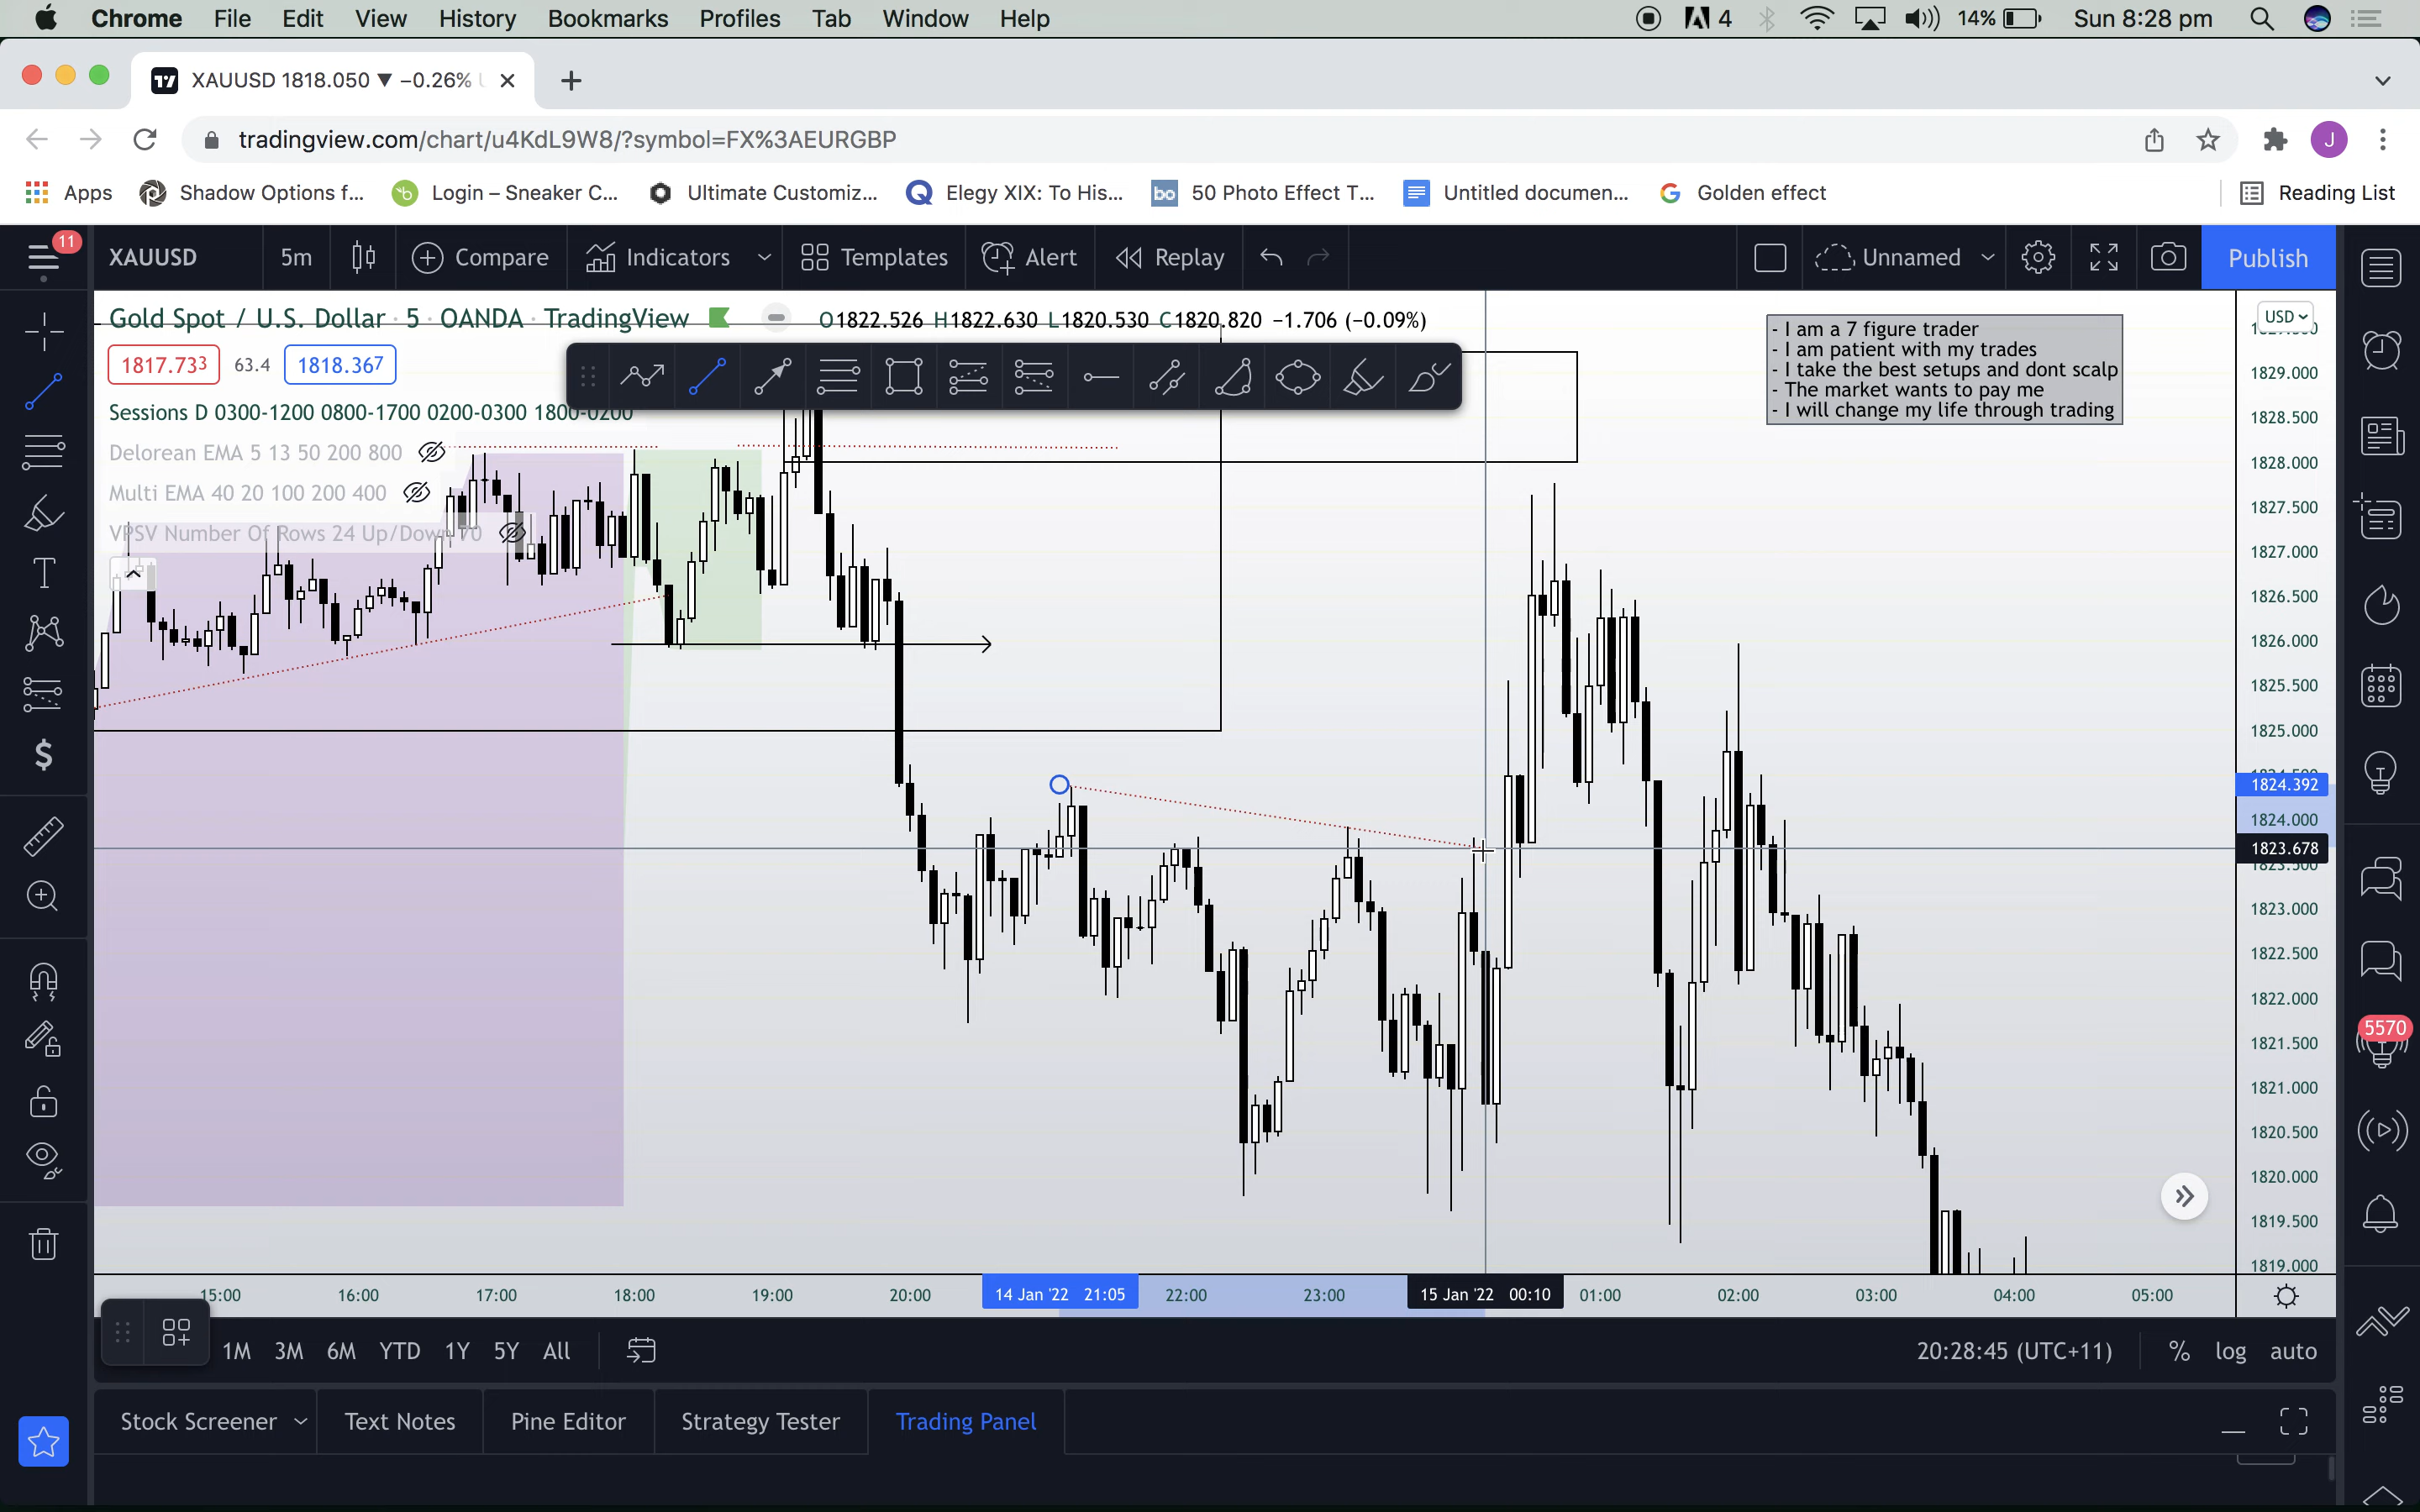 Chrome File Edit View History Bookmarks Profiles Tab Window Help 4 14% Sun 8:28 pm
XAUUSD 1818.050 ▼ −0.26%
tradingview.com/chart/u4KdL9W8/?symbol=FX%3AEURGBP J
Apps Shadow Options f... Login – Sneaker C... Ultimate Customiz... Elegy XIX: To His... bo 50 Photo Effect T... Untitled documen... Golden effect Reading List
11 XAUUSD 5m Compare Indicators Templates Alert Replay Unnamed Publish
Gold Spot / U.S. Dollar · 5 · OANDA · TradingView O1822.526 H1822.630 L1820.530 C1820.820 −1.706 (−0.09%)
USD
1817.733 63.4 1818.367
Sessions D 0300-1200 0800-1700 0200-0300 1800-0200
Delorean EMA 5 13 50 200 800
Multi EMA 40 20 100 200 400
VPSV Number Of Rows 24 Up/Down 70
- I am a 7 figure trader
- I am patient with my trades
- I take the best setups and dont scalp
- The market wants to pay me
- I will change my life through trading
1829.000
1828.500
1828.000
1827.500
1827.000
1826.500
1826.000
1825.500
1825.000
1824.392
1824.000
1823.678
1823.000
1822.500
1822.000
1821.500
1821.000
1820.500
1820.000
1819.500
1819.000
5570
15:00 16:00 17:00 18:00 19:00 20:00 14 Jan '22 21:05 22:00 23:00 15 Jan '22 00:10 01:00 02:00 03:00 04:00 05:00
1M 3M 6M YTD 1Y 5Y All 20:28:45 (UTC+11) % log auto
Stock Screener Text Notes Pine Editor Strategy Tester Trading Panel